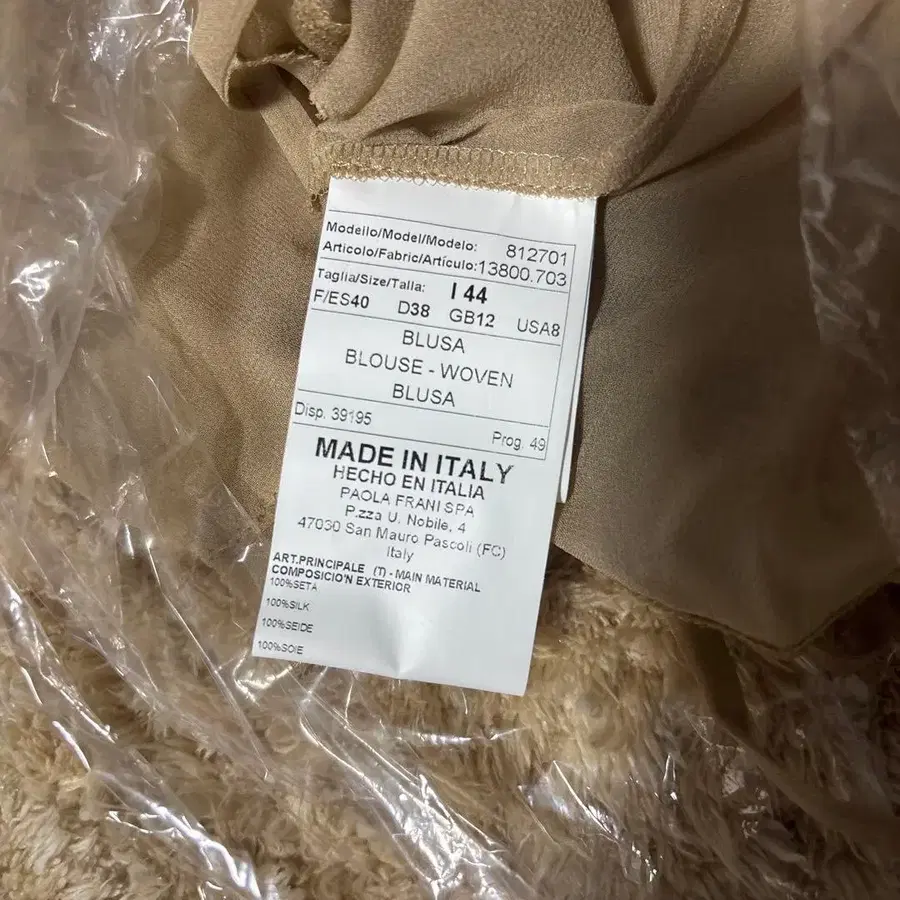 Modello/Model/Modelo: 812701
Articolo/Fabric/Artículo: 13800.703
Taglia/Size/Talla: I 44
F/ES40 D38 GB12 USA8
BLUSA
BLOUSE - WOVEN
BLUSA
Disp. 39195 Prog. 49
MADE IN ITALY
HECHO EN ITALIA
PAOLA FRANI SPA
P.zza U. Nobile, 4
47030 San Mauro Pascoli (FC)
Italy
ART.PRINCIPALE (T) - MAIN MATERIAL
COMPOSICIO'N EXTERIOR
100%SETA
100%SILK
100%SEIDE
100%SOIE